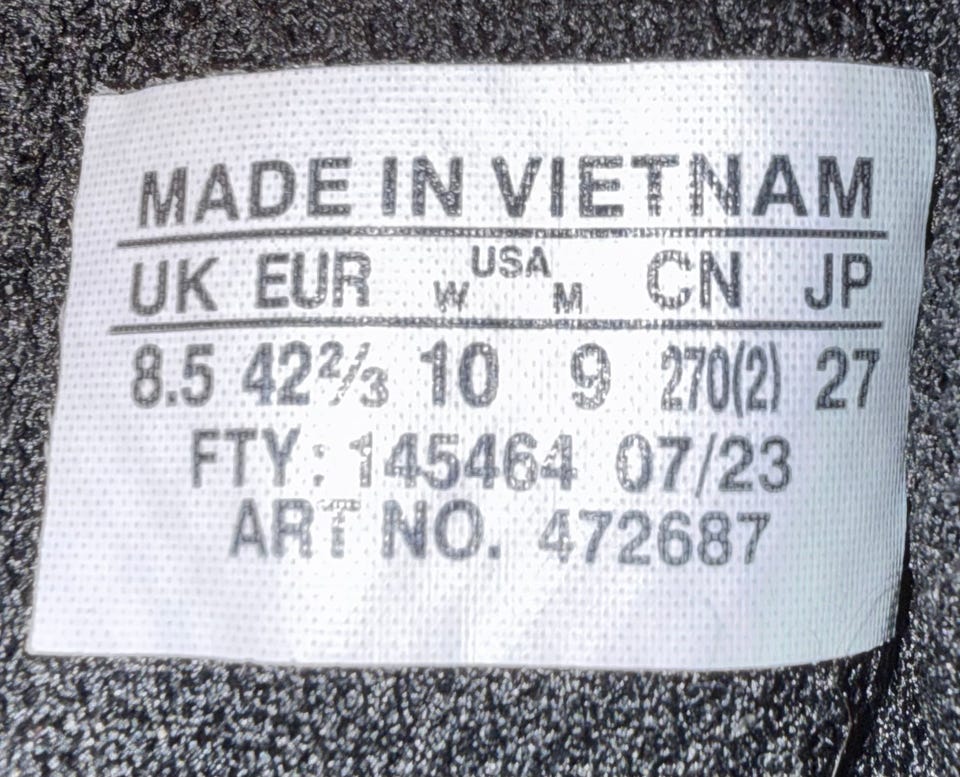 MADE IN VIETNAM
UK EUR USA W M CN JP
8.5 42⅔ 10 9 270(2) 27
FTY: 145464 07/23
ART NO. 472687